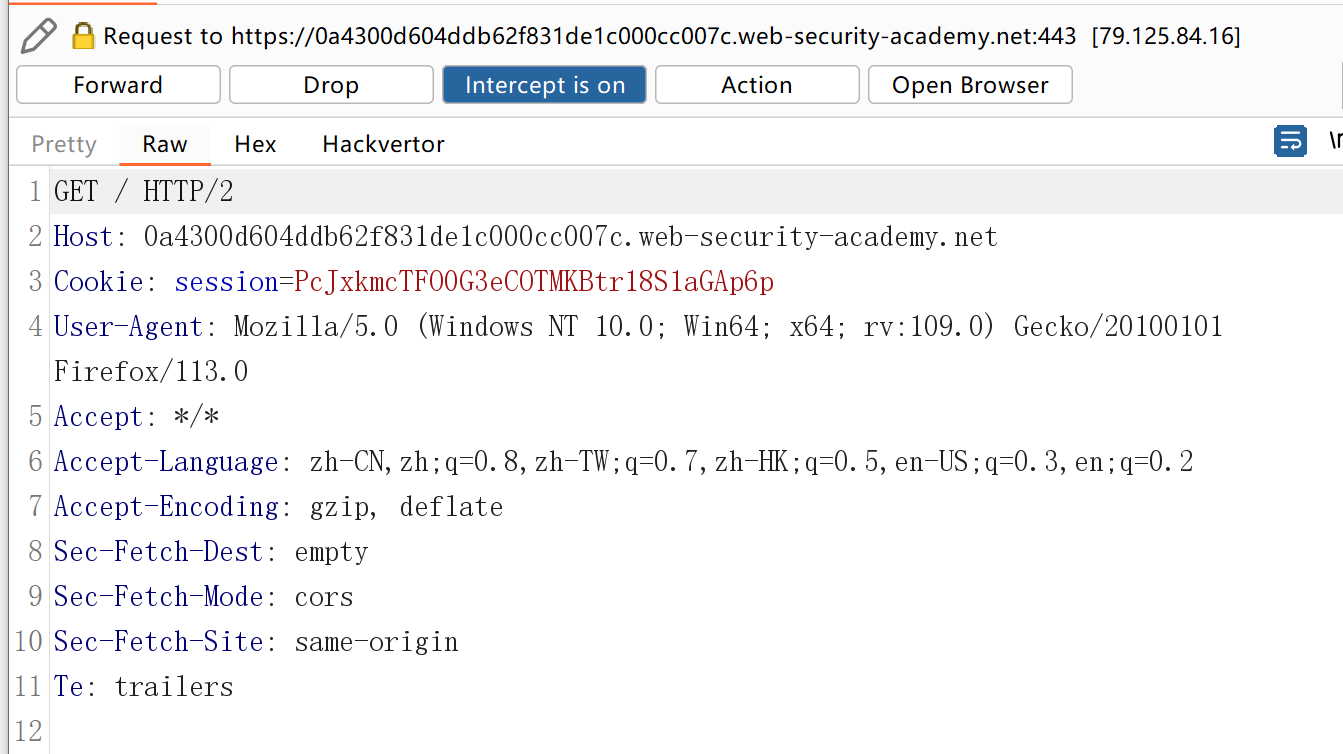 Request to https://0a4300d604ddb62f831de1c000cc007c.web-security-academy.net:443 [79.125.84.16]
Forward Drop Intercept is on Action Open Browser
Pretty Raw Hex Hackvertor
1 GET / HTTP/2
2 Host: 0a4300d604ddb62f831de1c000cc007c.web-security-academy.net
3 Cookie: session=PcJxkmcTFO0G3eCOTMKBtr18S1aGAp6p
4 User-Agent: Mozilla/5.0 (Windows NT 10.0; Win64; x64; rv:109.0) Gecko/20100101
Firefox/113.0
5 Accept: */*
6 Accept-Language: zh-CN,zh;q=0.8,zh-TW;q=0.7,zh-HK;q=0.5,en-US;q=0.3,en;q=0.2
7 Accept-Encoding: gzip, deflate
8 Sec-Fetch-Dest: empty
9 Sec-Fetch-Mode: cors
10 Sec-Fetch-Site: same-origin
11 Te: trailers
12